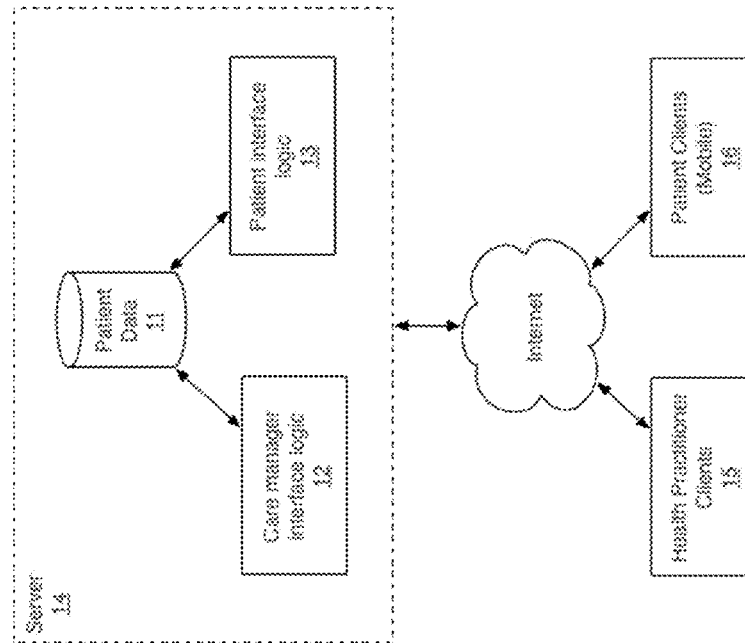 Server
14
Patient
Data
11
Care manager
interface logic
12
Patient interface
logic
13
Internet
Health Practitioner
Clients
15
Patient Clients
(Mobile)
16